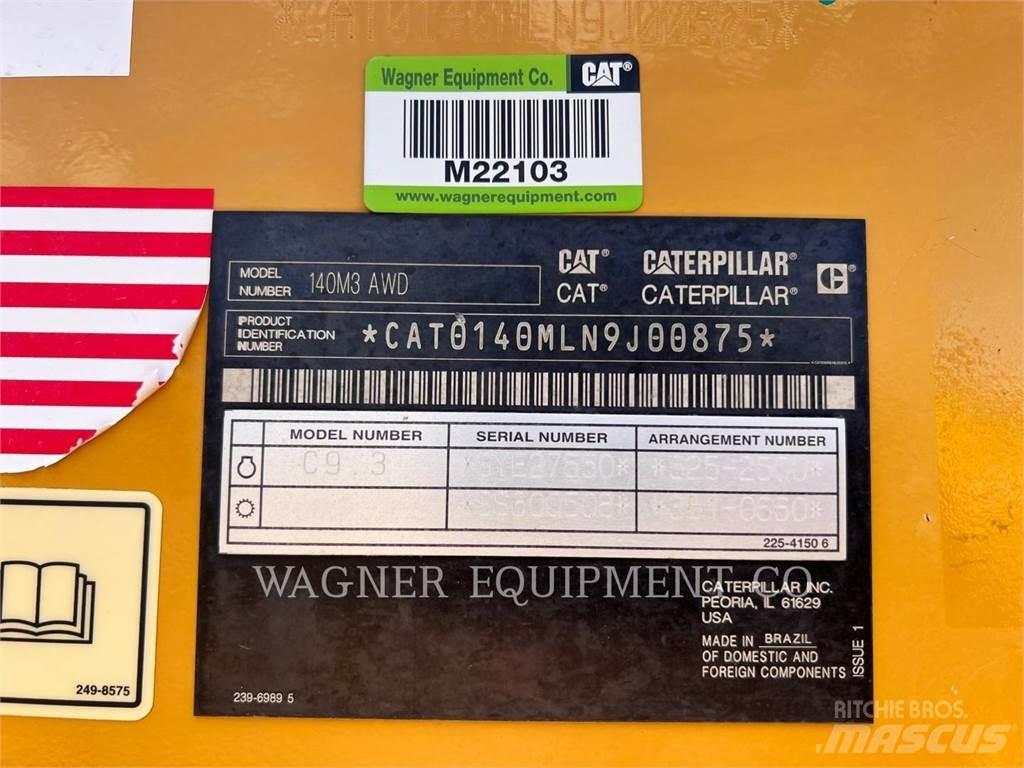 Wagner Equipment Co. CAT®
M22103
www.wagnerequipment.com
CAT® CATERPILLAR®
CAT® CATERPILLAR®
MODEL NUMBER 140M3 AWD
PRODUCT IDENTIFICATION NUMBER *CAT0140MLN9J00875*
MODEL NUMBER SERIAL NUMBER ARRANGEMENT NUMBER
C9.3
225-4150 6
WAGNER EQUIPMENT CO
CATERPILLAR INC.
PEORIA, IL 61629
USA
MADE IN BRAZIL
OF DOMESTIC AND
FOREIGN COMPONENTS
ISSUE 1
239-6989 5
249-8575
RITCHIE BROS.
MASCUS